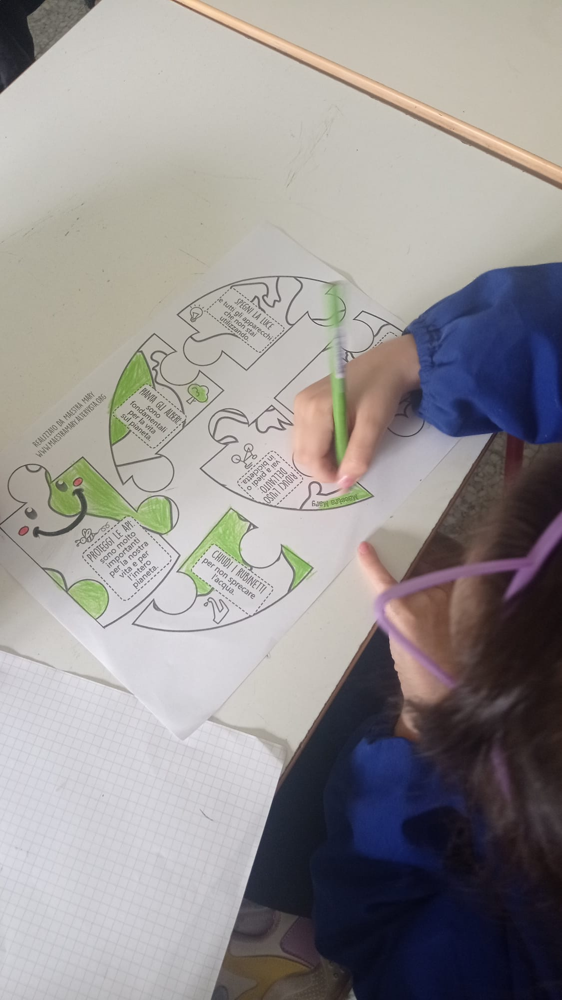 SPEGNI LA LUCE
e tutti gli apparecchi
che non stai
utilizzando.
PIANTA GLI ALBERI:
sono
fondamentali
per la vita
sul pianeta.
REALIZZATO DA MAESTRA MARY
WWW.MAESTRAMARY.ALTERVISTA.ORG
RIDUCI L'USO
DELL'AUTO:
vai a piedi o
in bicicletta.
Maestra Mary
PROTEGGI LE API:
sono molto
importanti
per la nostra
vita e per
l'intero
pianeta.
CHIUDI I RUBINETTI
per non sprecare
l'acqua.